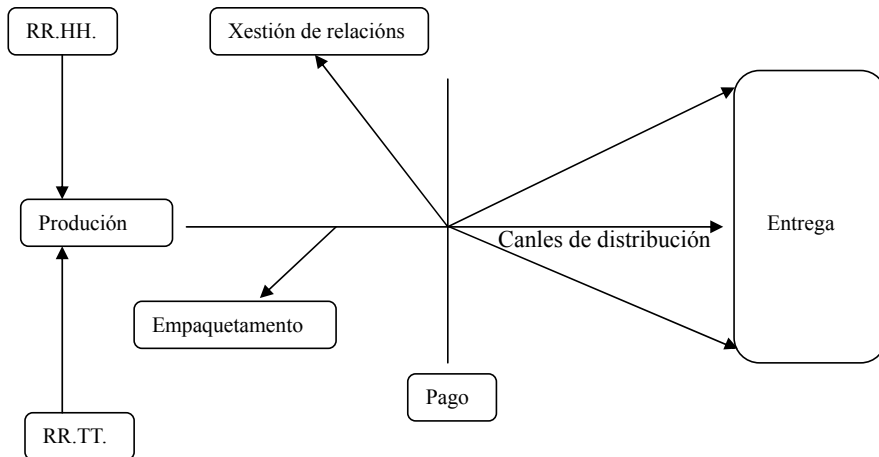 RR.HH.
Xestión de relacións
Produción
Canles de distribución
Entrega
Empaquetamento
Pago
RR.TT.